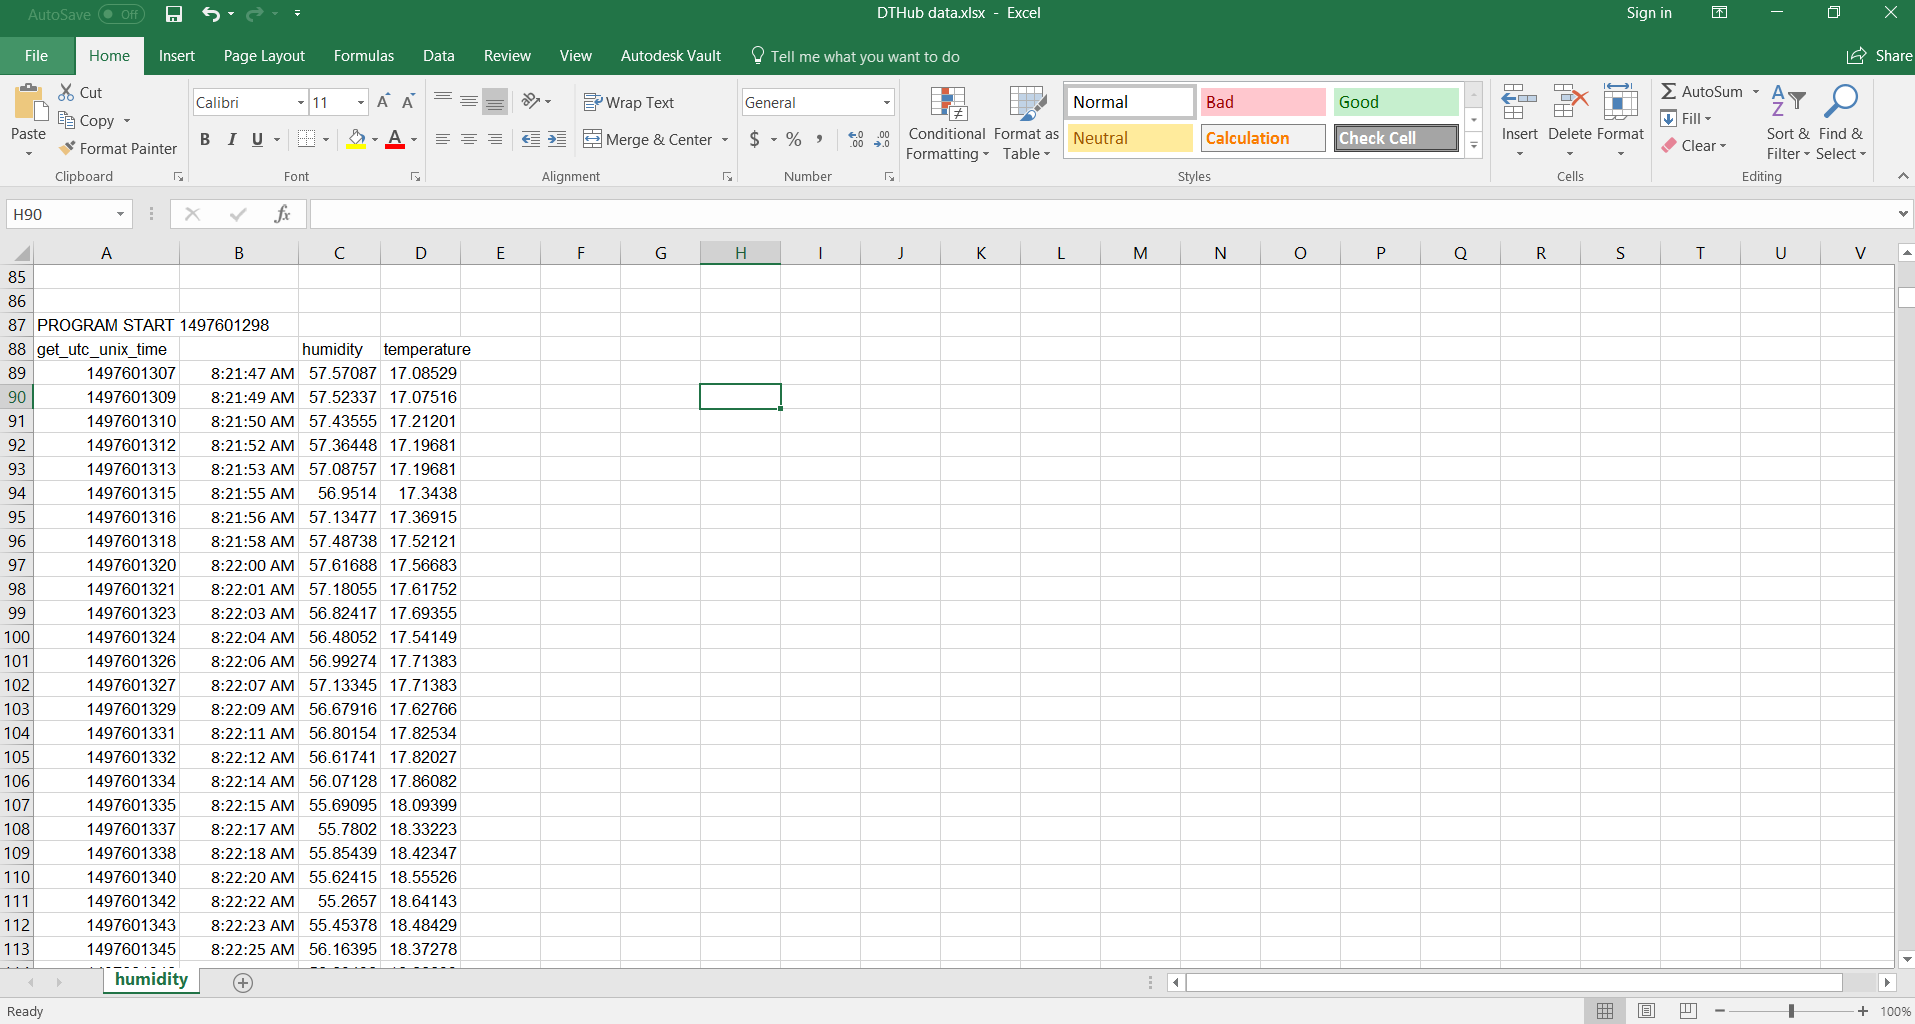 AutoSave Off
DTHub data.xlsx - Excel
Sign in
File Home Insert Page Layout Formulas Data Review View Autodesk Vault Tell me what you want to do Share
Paste
Cut
Copy
Format Painter
Clipboard
Calibri 11
B I U A
Font
Wrap Text
Merge & Center
Alignment
General
$ % ,
Number
Conditional Formatting
Format as Table
Normal Bad Good
Neutral Calculation Check Cell
Styles
Insert Delete Format
Cells
AutoSum
Fill
Clear
Sort & Filter
Find & Select
Editing
H90 fx
A B C D E F G H I J K L M N O P Q R S T U V
85
86
87 PROGRAM START 1497601298
88 get_utc_unix_time humidity temperature
89 1497601307 8:21:47 AM 57.57087 17.08529
90 1497601309 8:21:49 AM 57.52337 17.07516
91 1497601310 8:21:50 AM 57.43555 17.21201
92 1497601312 8:21:52 AM 57.36448 17.19681
93 1497601313 8:21:53 AM 57.08757 17.19681
94 1497601315 8:21:55 AM 56.9514 17.3438
95 1497601316 8:21:56 AM 57.13477 17.36915
96 1497601318 8:21:58 AM 57.48738 17.52121
97 1497601320 8:22:00 AM 57.61688 17.56683
98 1497601321 8:22:01 AM 57.18055 17.61752
99 1497601323 8:22:03 AM 56.82417 17.69355
100 1497601324 8:22:04 AM 56.48052 17.54149
101 1497601326 8:22:06 AM 56.99274 17.71383
102 1497601327 8:22:07 AM 57.13345 17.71383
103 1497601329 8:22:09 AM 56.67916 17.62766
104 1497601331 8:22:11 AM 56.80154 17.82534
105 1497601332 8:22:12 AM 56.61741 17.82027
106 1497601334 8:22:14 AM 56.07128 17.86082
107 1497601335 8:22:15 AM 55.69095 18.09399
108 1497601337 8:22:17 AM 55.7802 18.33223
109 1497601338 8:22:18 AM 55.85439 18.42347
110 1497601340 8:22:20 AM 55.62415 18.55526
111 1497601342 8:22:22 AM 55.2657 18.64143
112 1497601343 8:22:23 AM 55.45378 18.48429
113 1497601345 8:22:25 AM 56.16395 18.37278
humidity
Ready
100%